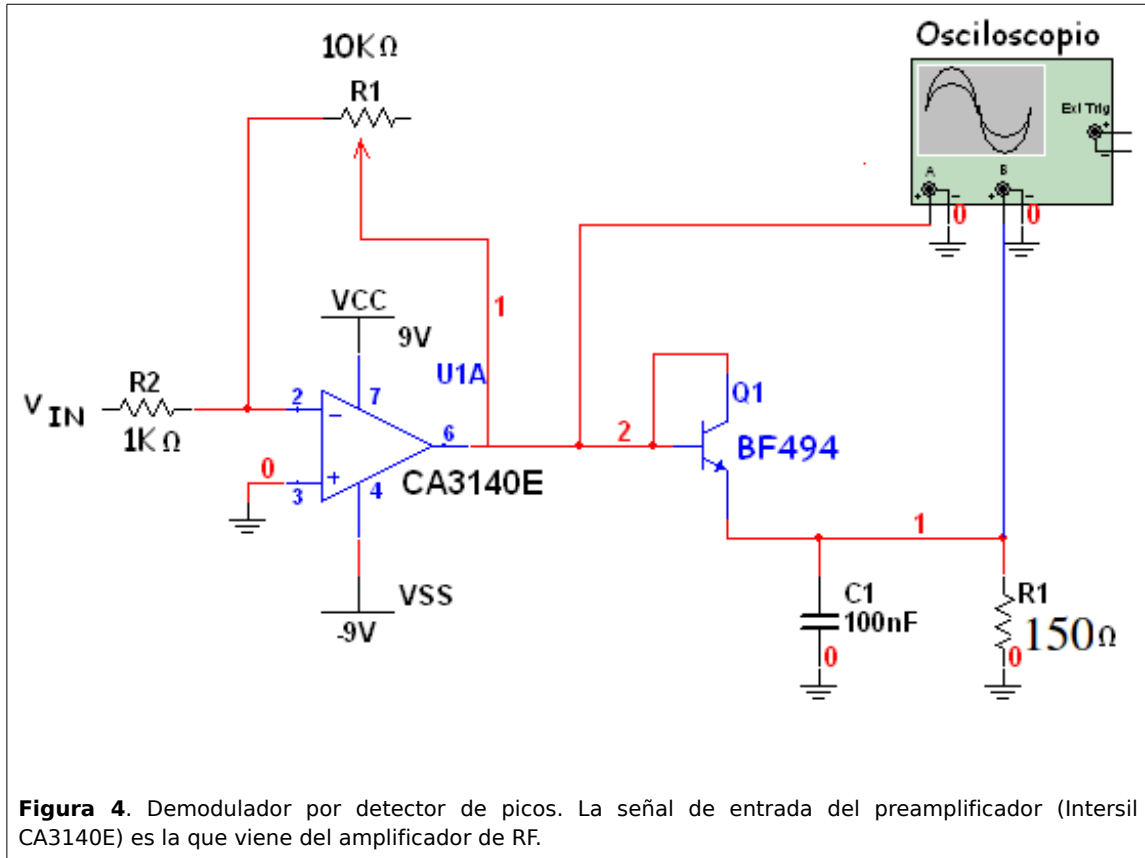 Osciloscopio
10KΩ
R1
Ext Trig
+
-
A
B
+
-
+
-
0
0
1
VCC
9V
U1A
R2
V IN
1KΩ
2
-
7
6
0
3
+
4
CA3140E
2
Q1
BF494
1
VSS
-9V
C1
100nF
0
R1
150Ω
0
Figura 4. Demodulador por detector de picos. La señal de entrada del preamplificador (Intersil
CA3140E) es la que viene del amplificador de RF.